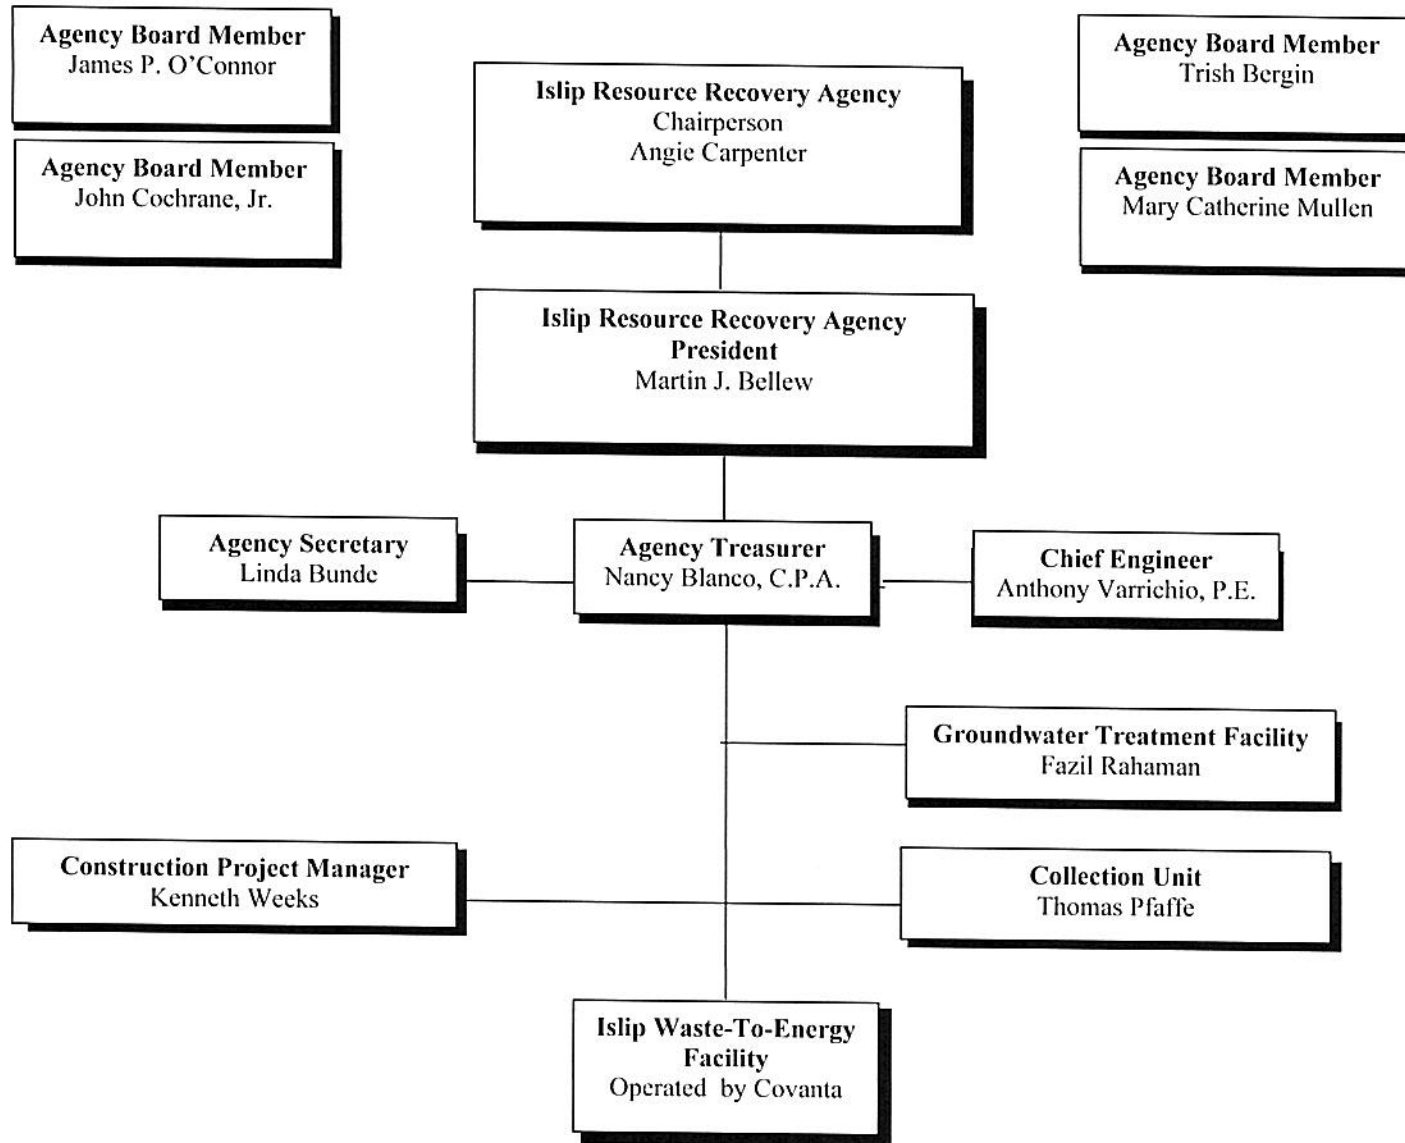 Agency Board Member
James P. O'Connor
Agency Board Member
John Cochrane, Jr.
Islip Resource Recovery Agency
Chairperson
Angie Carpenter
Agency Board Member
Trish Bergin
Agency Board Member
Mary Catherine Mullen
Islip Resource Recovery Agency
President
Martin J. Bellew
Agency Secretary
Linda Bunde
Agency Treasurer
Nancy Blanco, C.P.A.
Chief Engineer
Anthony Varrichio, P.E.
Groundwater Treatment Facility
Fazil Rahaman
Construction Project Manager
Kenneth Weeks
Collection Unit
Thomas Pfaffe
Islip Waste-To-Energy
Facility
Operated by Covanta